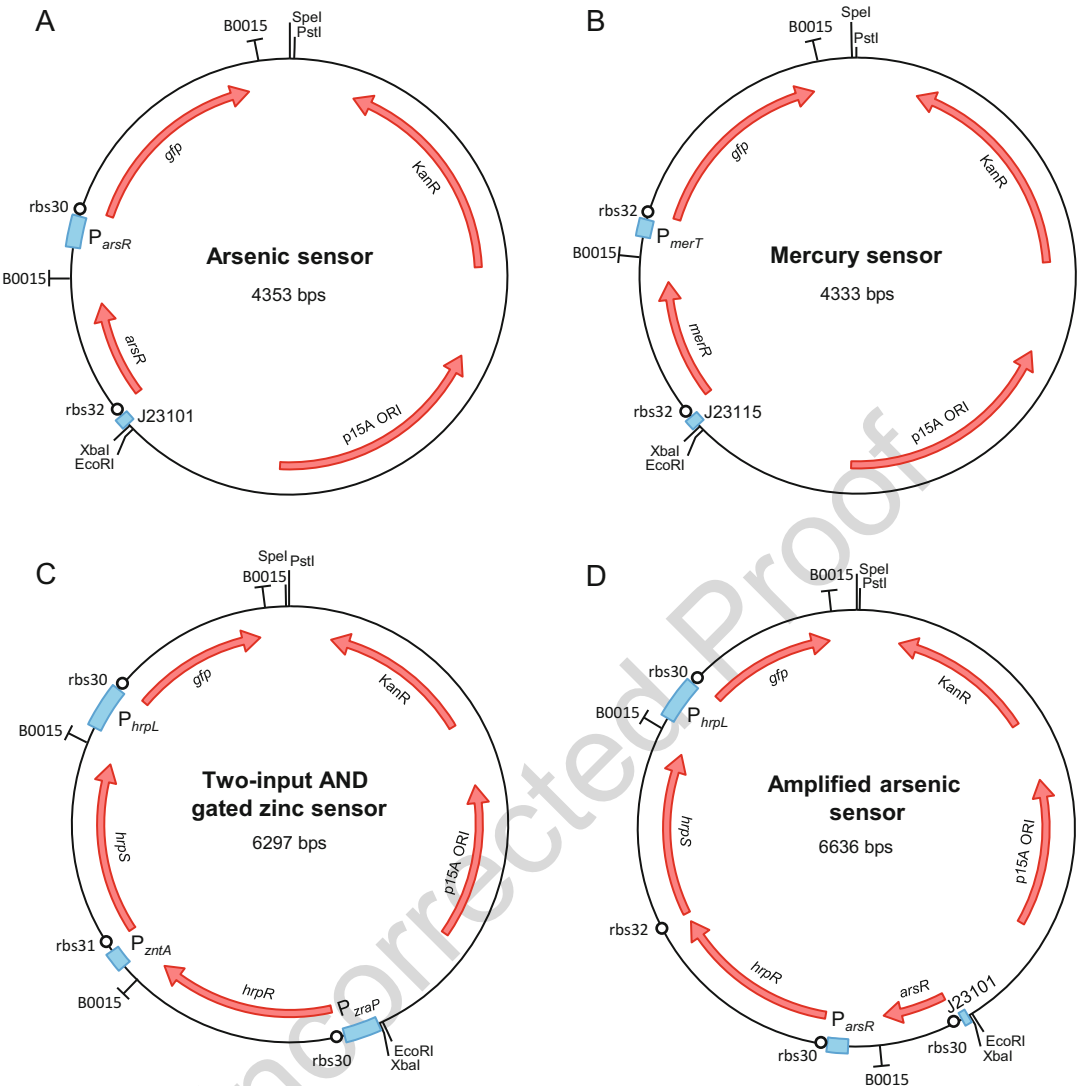 A
SpeI
B0015
PstI
gfp
KanR
rbs30
P arsR
Arsenic sensor
4353 bps
B0015
arsR
rbs32
J23101
XbaI
EcoRI
p15A ORI
B
SpeI
B0015
PstI
gfp
KanR
rbs32
P merT
B0015
Mercury sensor
4333 bps
merR
rbs32
J23115
XbaI
EcoRI
p15A ORI
C
SpeI PstI
B0015
gfp
KanR
rbs30
P hrpL
B0015
Two-input AND
gated zinc sensor
6297 bps
hrpS
p15A ORI
rbs31
P zntA
B0015
hrpR
P zraP
rbs30
EcoRI
XbaI
D
SpeI
B0015
PstI
gfp
KanR
rbs30
P hrpL
B0015
Amplified arsenic
sensor
6636 bps
hrpS
p15A ORI
rbs32
hrpR
arsR
J23101
P arsR
rbs30
rbs30
EcoRI
XbaI
B0015
ncorrected Proof